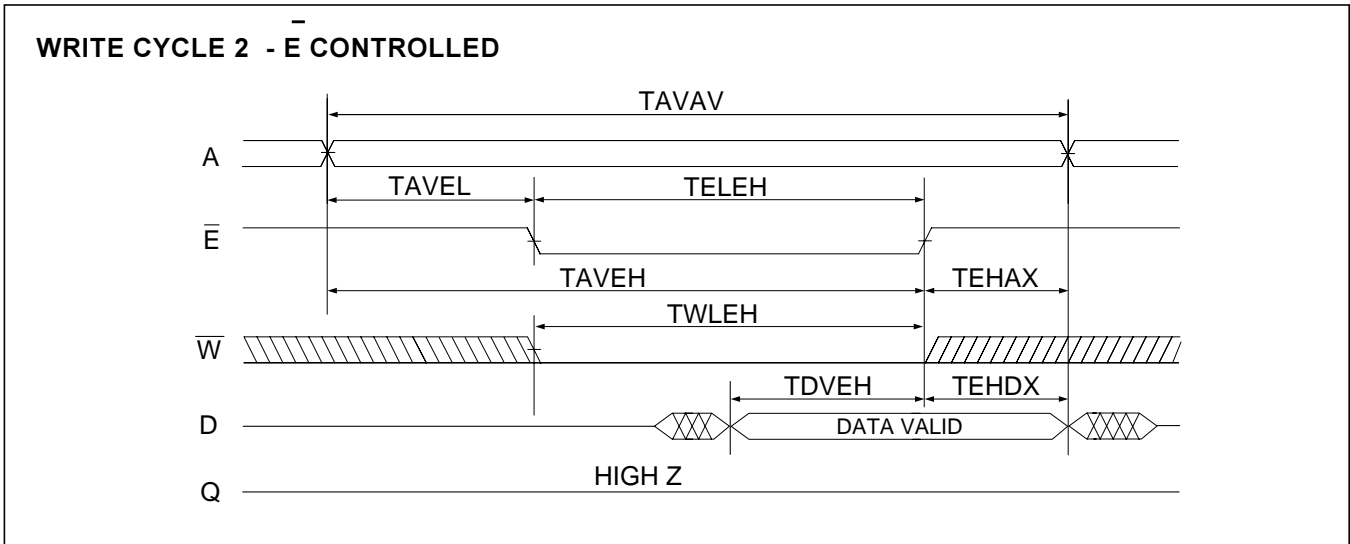 WRITE CYCLE 2 - E̅ CONTROLLED
TAVAV
A
TAVEL TELEH
E̅
TAVEH TEHAX
TWLEH
W̅
TDVEH TEHDX
D DATA VALID
HIGH Z
Q